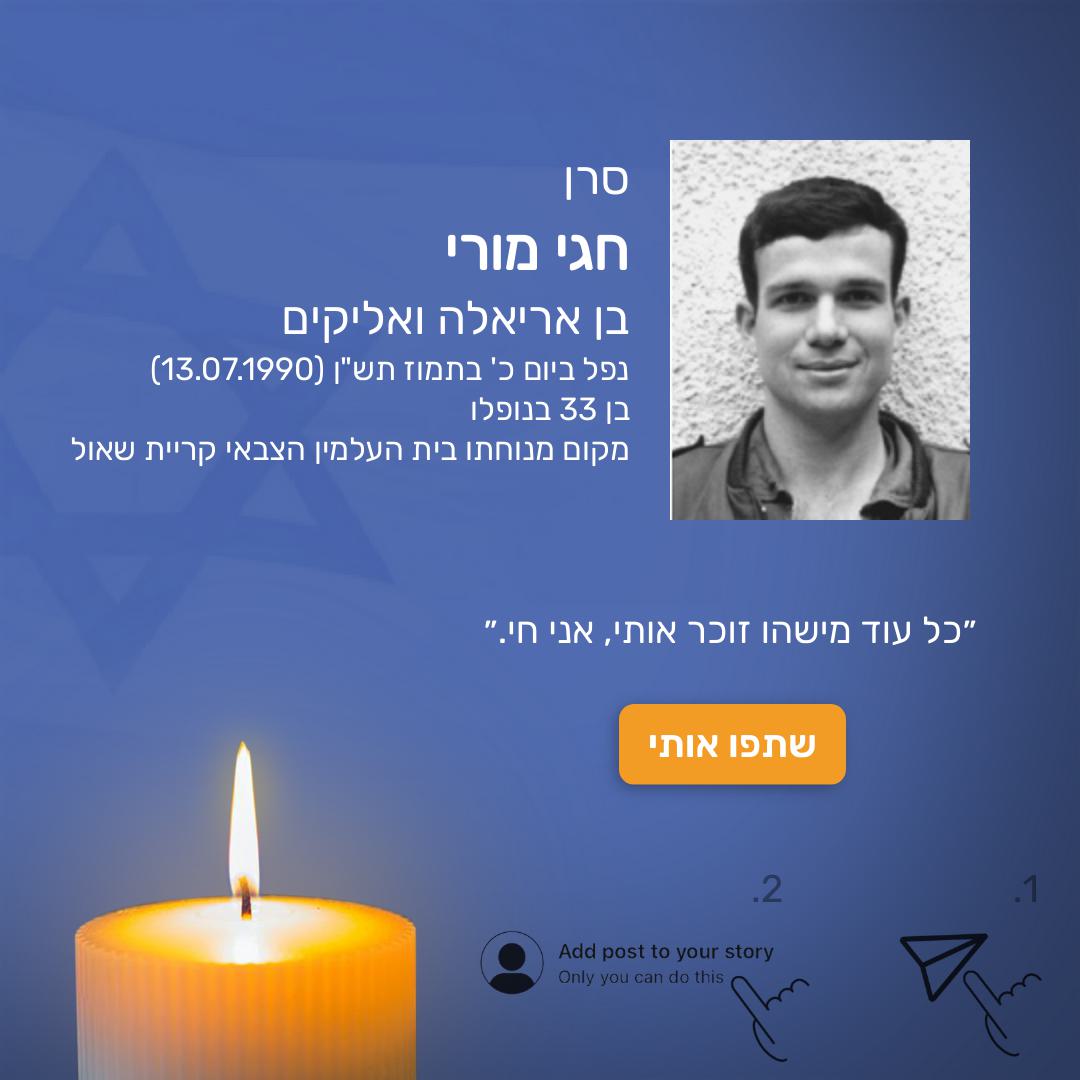 סרן
חגי מורי
בן אריאלה ואליקים
נפל ביום כ' בתמוז תש"ן (13.07.1990)
בן 33 בנופלו
מקום מנוחתו בית העלמין הצבאי קריית שאול
״כל עוד מישהו זוכר אותי, אני חי.״
שתפו אותי
1.
2.
Add post to your story
Only you can do this